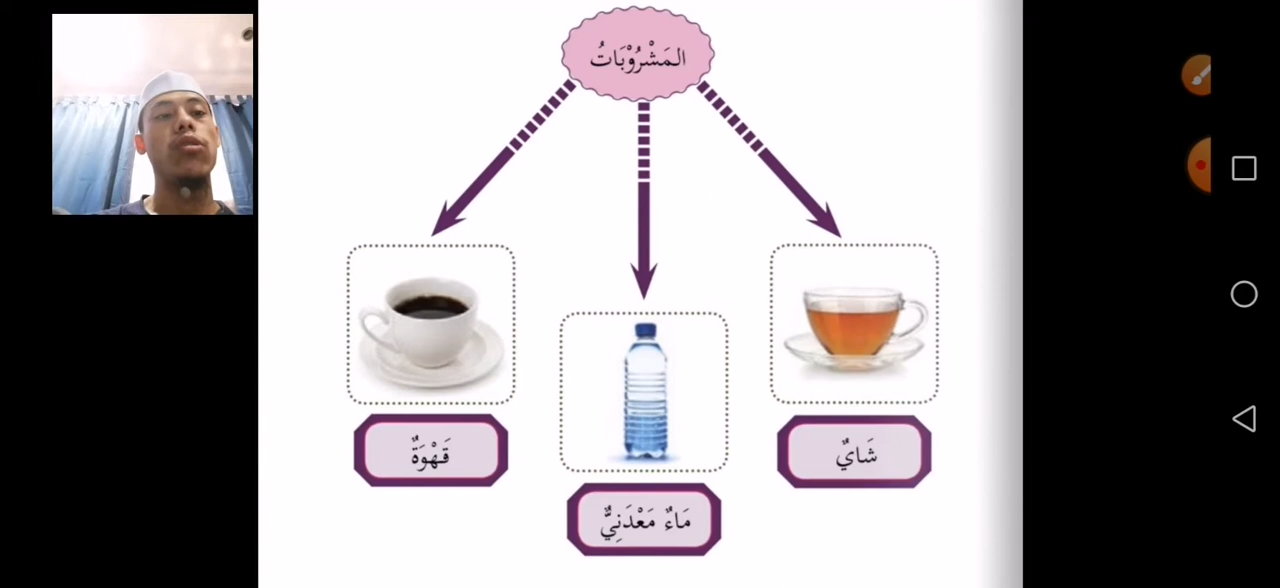 المَشْرُوْبَاتُ
شَايٌ
مَاءٌ مَعْدَنِيٌّ
قَهْوَةٌ